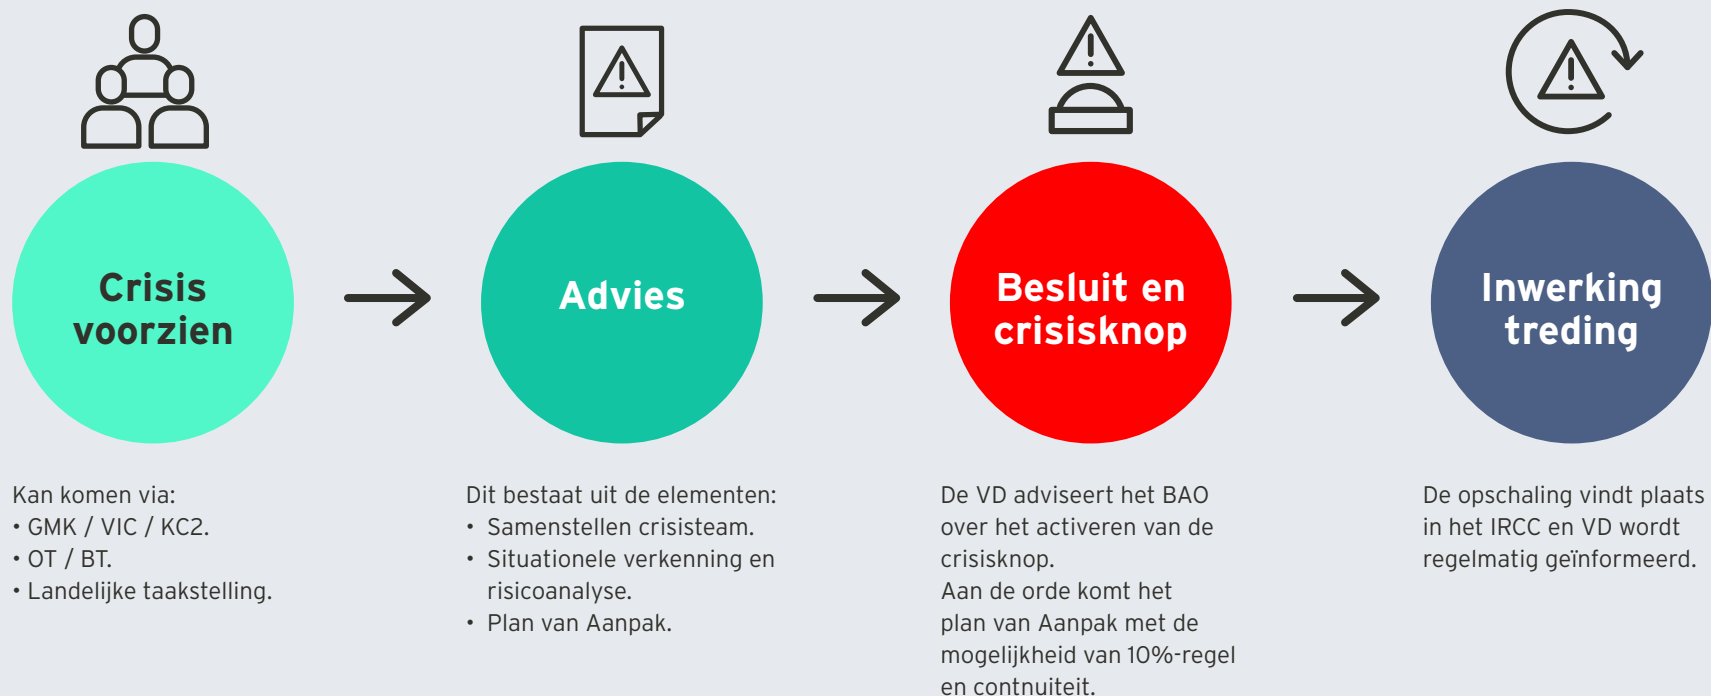 Crisis
voorzien
Advies
Besluit en
crisisknop
Inwerking
treding
Kan komen via:
• GMK / VIC / KC2.
• OT / BT.
• Landelijke taakstelling.
Dit bestaat uit de elementen:
• Samenstellen crisisteam.
• Situationele verkenning en
risicoanalyse.
• Plan van Aanpak.
De VD adviseert het BAO
over het activeren van de
crisisknop.
Aan de orde komt het
plan van Aanpak met de
mogelijkheid van 10%-regel
en contnuiteit.
De opschaling vindt plaats
in het IRCC en VD wordt
regelmatig geïnformeerd.